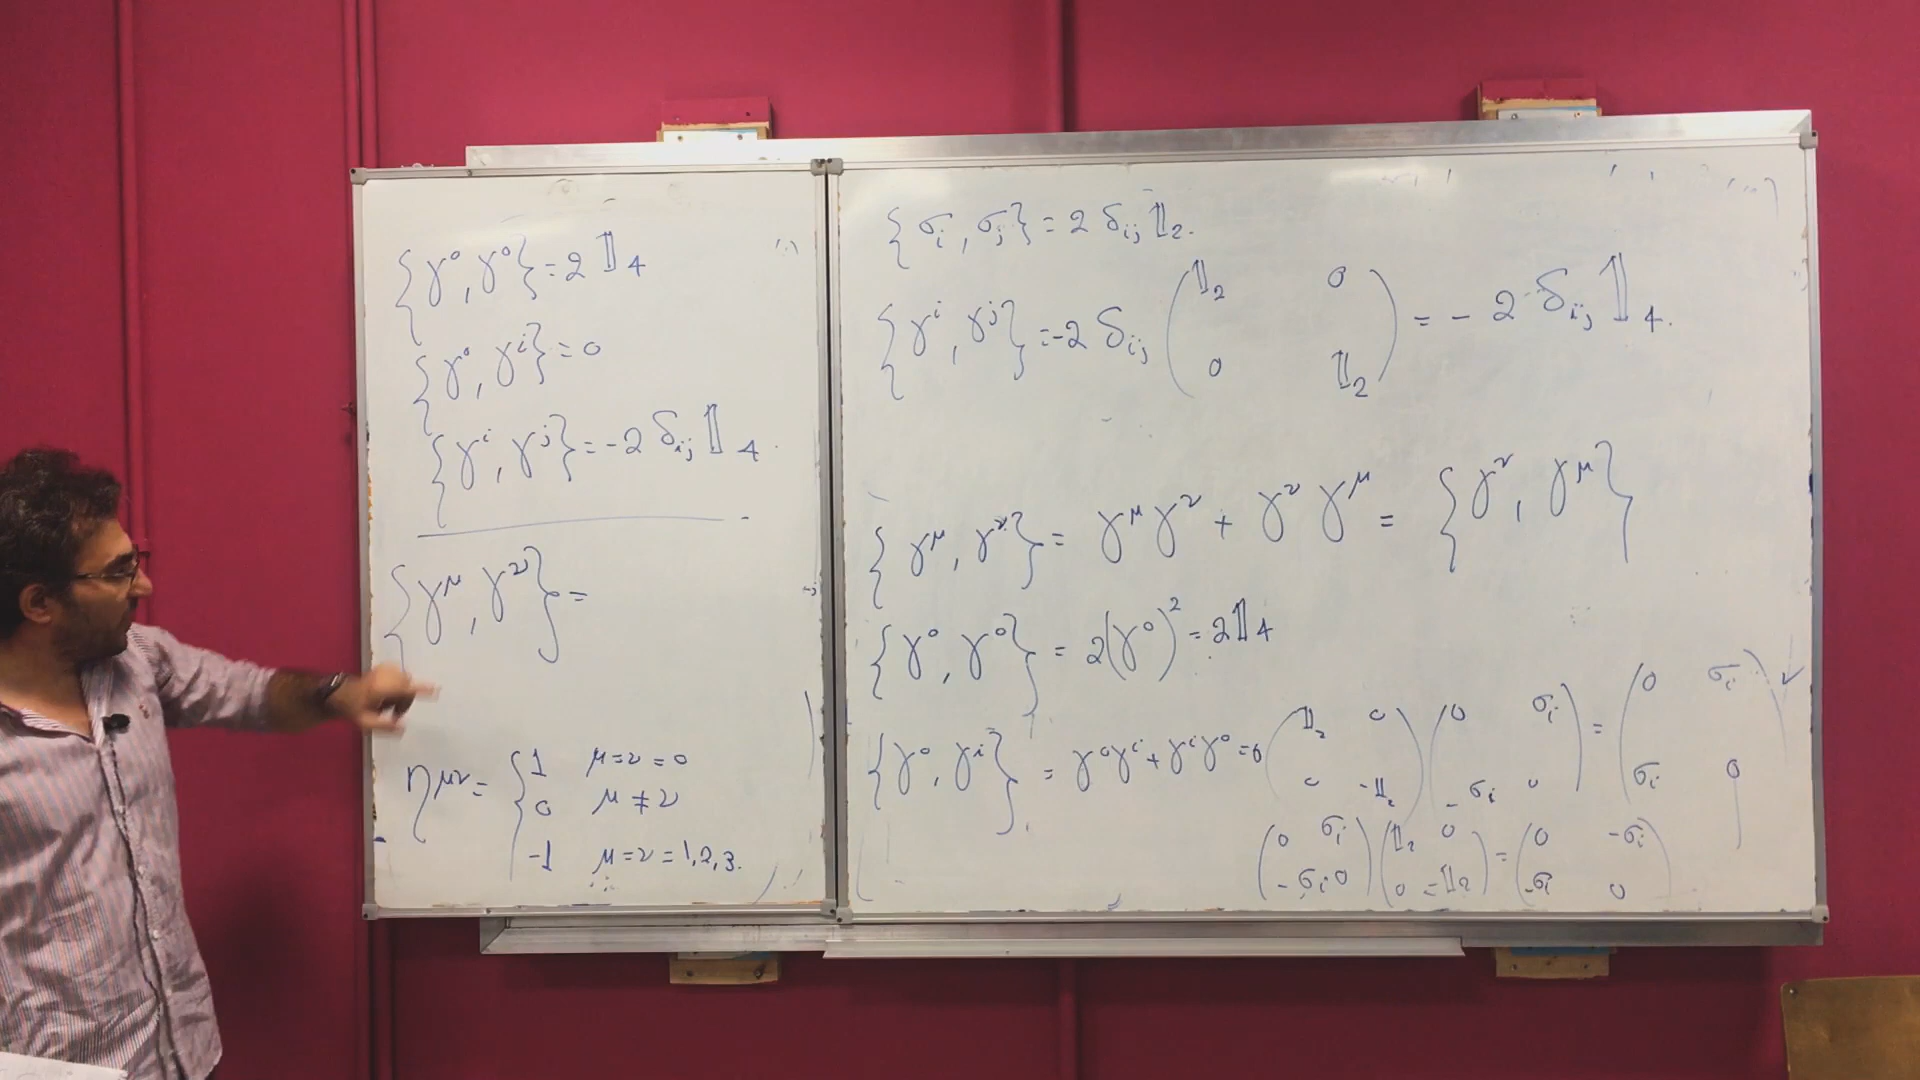 {γ⁰, γ⁰} = 2 𝟙₄
{γ⁰, γⁱ} = 0
{γⁱ, γʲ} = -2 δᵢⱼ 𝟙₄.
{γ^μ, γ^ν} =
η^μν = { 1 μ=ν=0
0 μ≠ν
-1 μ=ν=1,2,3.
{σᵢ, σⱼ} = 2 δᵢⱼ 𝟙₂.
{γⁱ, γʲ} = -2 δᵢⱼ ( 𝟙₂ 0 ; 0 𝟙₂ ) = - 2 δᵢⱼ 𝟙₄.
{γ^μ, γ^ν} = γ^μ γ^ν + γ^ν γ^μ = {γ^ν, γ^μ}
{γ⁰, γ⁰} = 2(γ⁰)² = 2𝟙₄
{γ⁰, γⁱ} = γ⁰γⁱ + γⁱγ⁰ = 0 ( 𝟙₂ 0 ; 0 -𝟙₂ ) ( 0 σᵢ ; -σᵢ 0 ) = ( 0 σᵢ ; σᵢ 0 )
( 0 σᵢ ; -σᵢ 0 ) ( 𝟙₂ 0 ; 0 -𝟙₂ ) = ( 0 -σᵢ ; -σᵢ 0 )